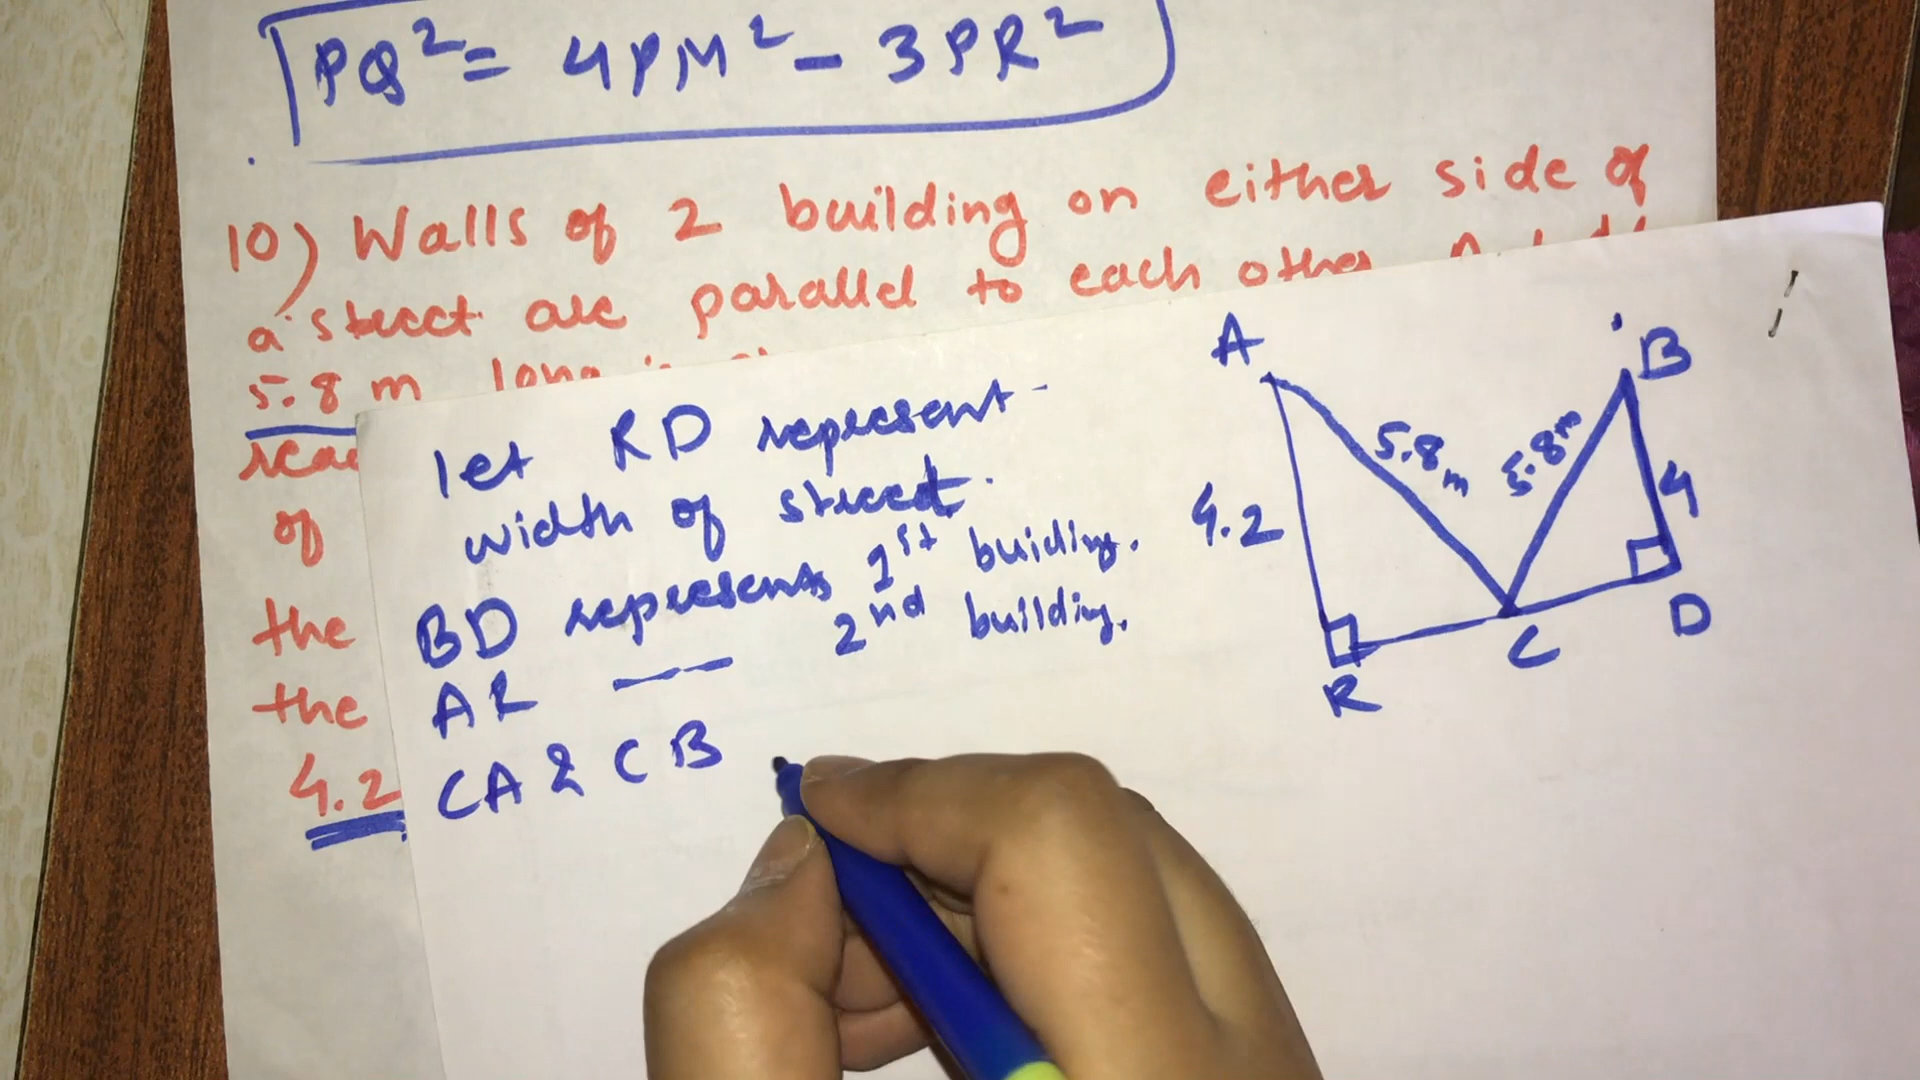 PQ² = 4PM² - 3PR²
10) Walls of 2 building on either side of
a street are parallel to each other
5.8 m long
of
the
the
4.2
let RD represent
width of street.
BD represents 1st building.
AR — 2nd building.
CA & CB
A
B
5.8m
5.8m
4.2
4
R
C
D